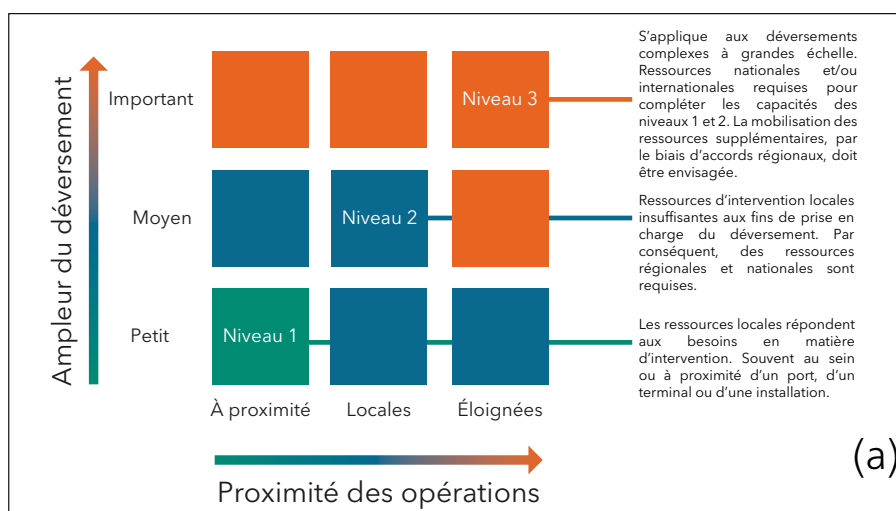 Ampleur du déversement
Important
Moyen
Petit
Niveau 3
Niveau 2
Niveau 1
À proximité
Locales
Éloignées
Proximité des opérations
S’applique aux déversements
complexes à grandes échelle.
Ressources nationales et/ou
internationales requises pour
compléter les capacités des
niveaux 1 et 2. La mobilisation des
ressources supplémentaires, par
le biais d’accords régionaux, doit
être envisagée.
Ressources d’intervention locales
insuffisantes aux fins de prise en
charge du déversement. Par
conséquent, des ressources
régionales et nationales sont
requises.
Les ressources locales répondent
aux besoins en matière
d’intervention. Souvent au sein
ou à proximité d’un port, d’un
terminal ou d’une installation.
(a)